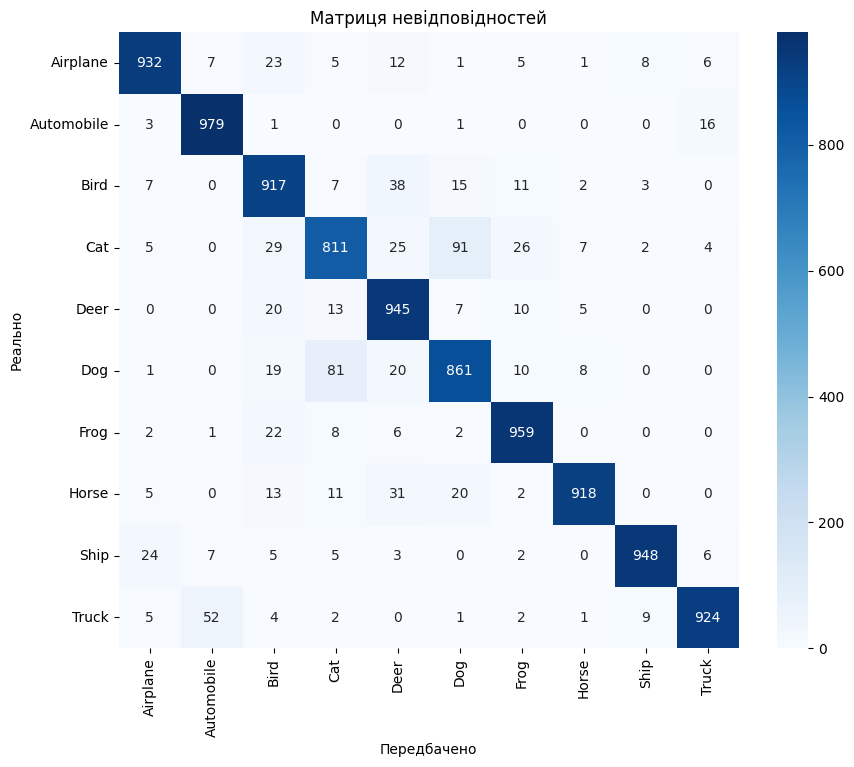 Матриця невідповідностей
Airplane 932 7 23 5 12 1 5 1 8 6
Automobile 3 979 1 0 0 1 0 0 0 16
800
Bird 7 0 917 7 38 15 11 2 3 0
Cat 5 0 29 811 25 91 26 7 2 4
600
Deer 0 0 20 13 945 7 10 5 0 0
Реально
Dog 1 0 19 81 20 861 10 8 0 0
400
Frog 2 1 22 8 6 2 959 0 0 0
Horse 5 0 13 11 31 20 2 918 0 0
200
Ship 24 7 5 5 3 0 2 0 948 6
Truck 5 52 4 2 0 1 2 1 9 924
0
Airplane Automobile Bird Cat Deer Dog Frog Horse Ship Truck
Передбачено